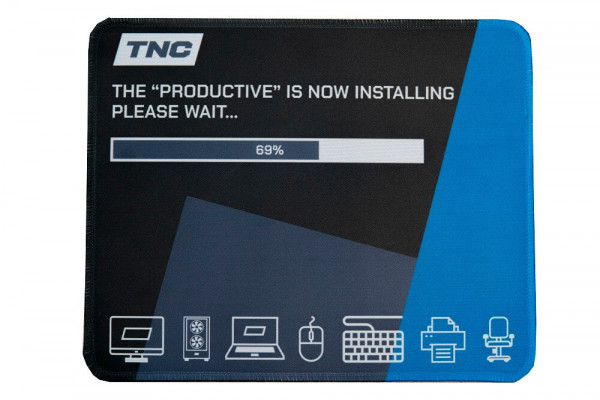 TNC
THE “PRODUCTIVE” IS NOW INSTALLING
PLEASE WAIT...
69%